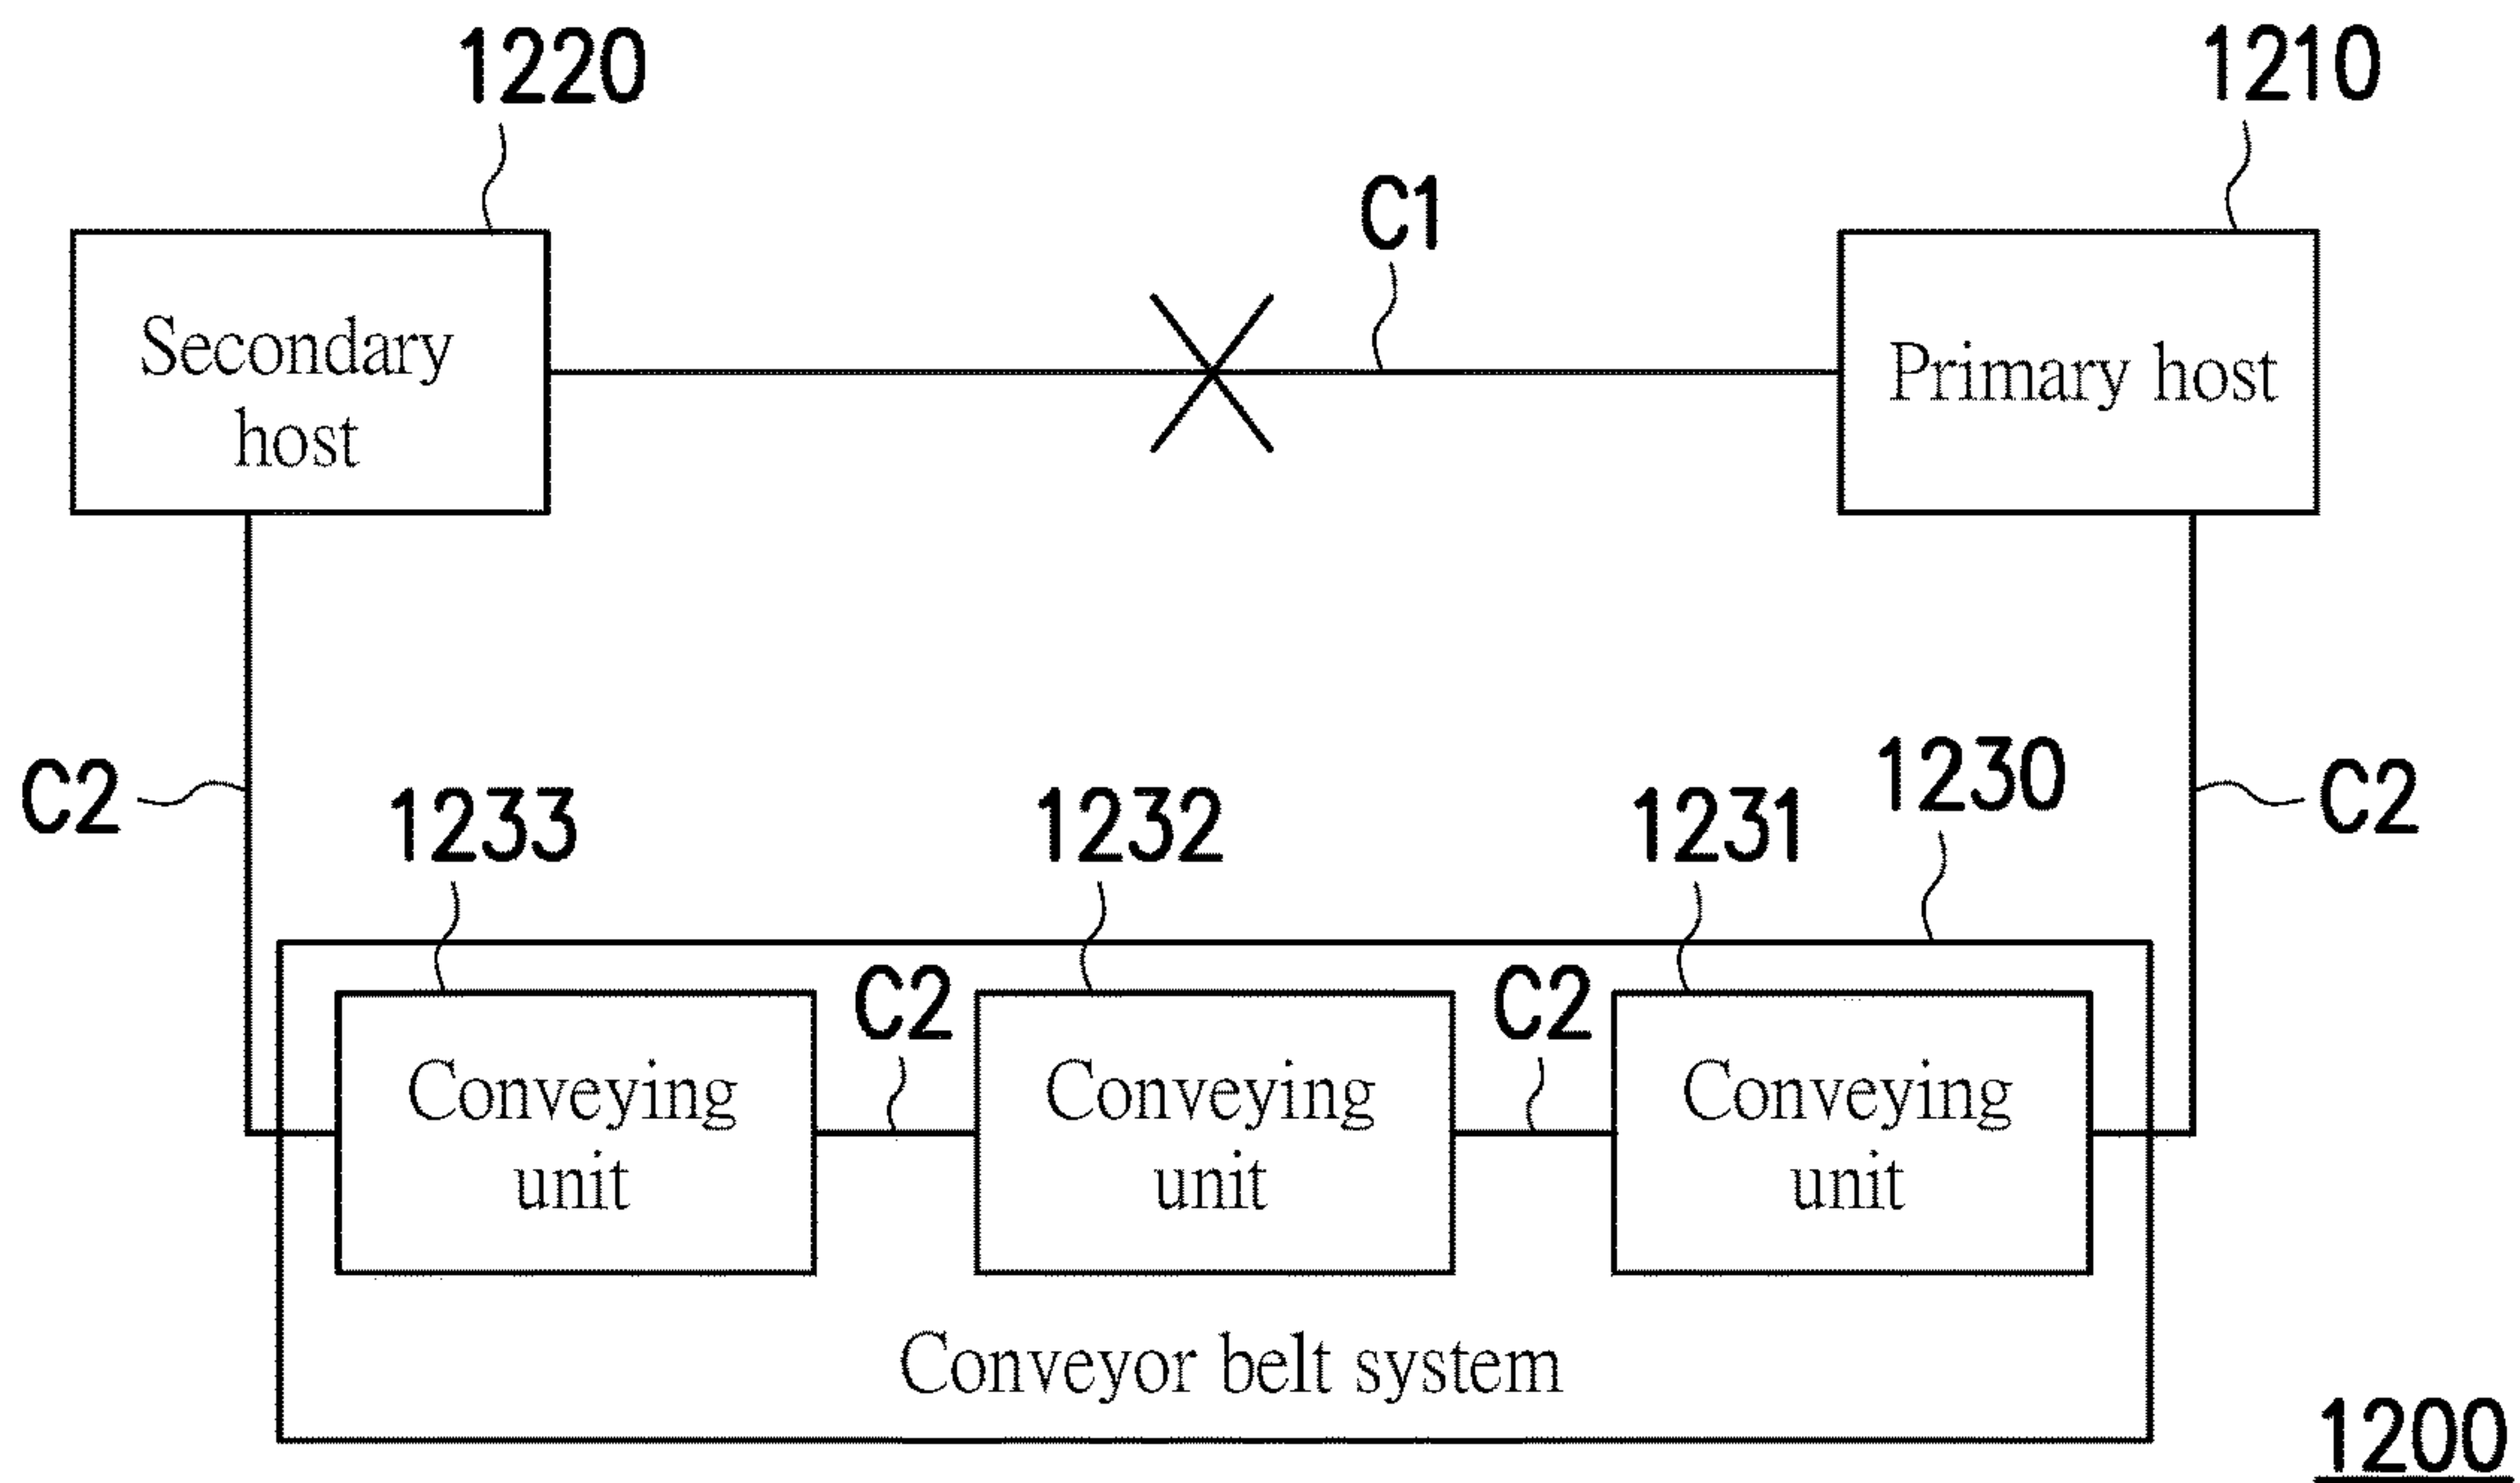 1220
1210
C1
Secondary
host
Primary host
C2
1233
1232
1231
1230
C2
C2
C2
Conveying
unit
Conveying
unit
Conveying
unit
Conveyor belt system
1200